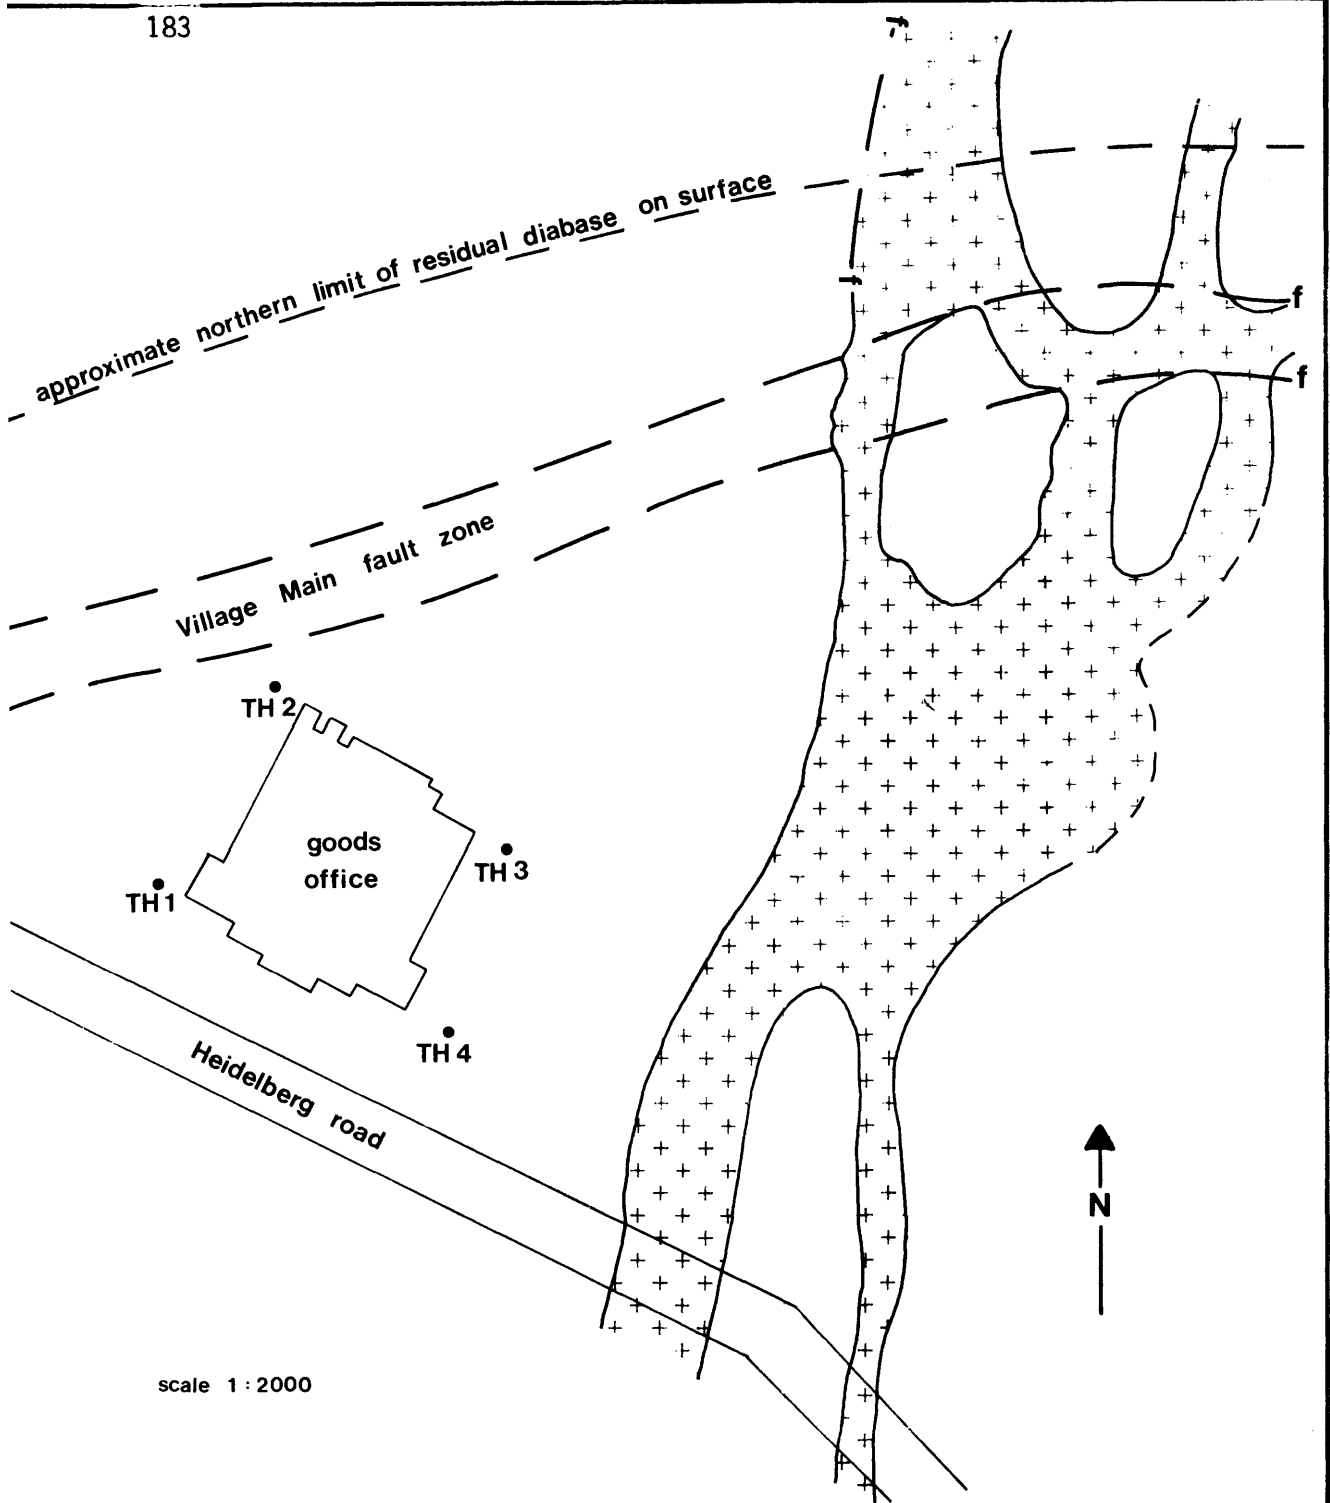 183
f
approximate northern limit of residual diabase on surface
f
f
f
Village Main fault zone
TH 2
goods
office
TH 3
TH 1
TH 4
Heidelberg road
N
scale 1 : 2000